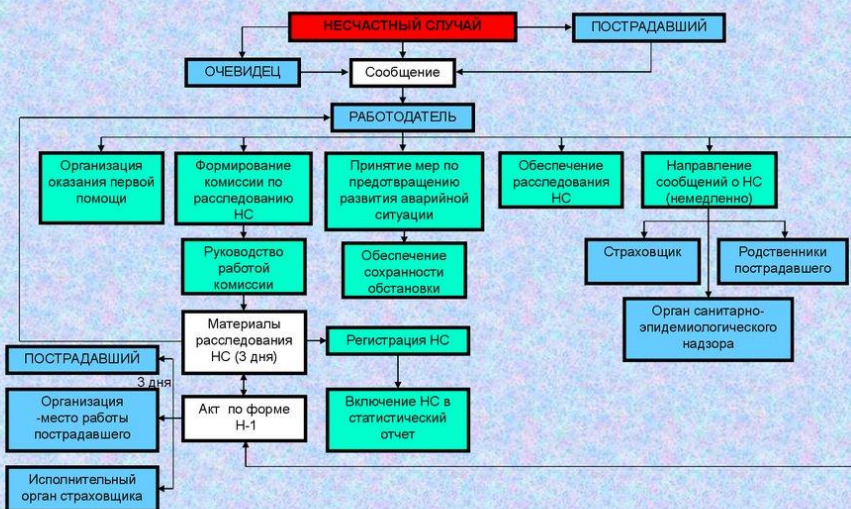 НЕСЧАСТНЫЙ СЛУЧАЙ
ПОСТРАДАВШИЙ
ОЧЕВИДЕЦ
Сообщение
РАБОТОДАТЕЛЬ
Организация
оказания первой
помощи
Формирование
комиссии по
расследованию
НС
Принятие мер по
предотвращению
развития аварийной
ситуации
Обеспечение
расследования
НС
Направление
сообщений о НС
(немедленно)
Руководство
работой
комиссии
Обеспечение
сохранности
обстановки
Страховщик
Родственники
пострадавшего
Орган санитарно-
эпидемиологического
надзора
Материалы
расследования
НС (3 дня)
Регистрация НС
ПОСТРАДАВШИЙ
3 дня
Организация
-место работы
пострадавшего
Акт по форме
Н-1
Включение НС в
статистический
отчет
Исполнительный
орган страховщика